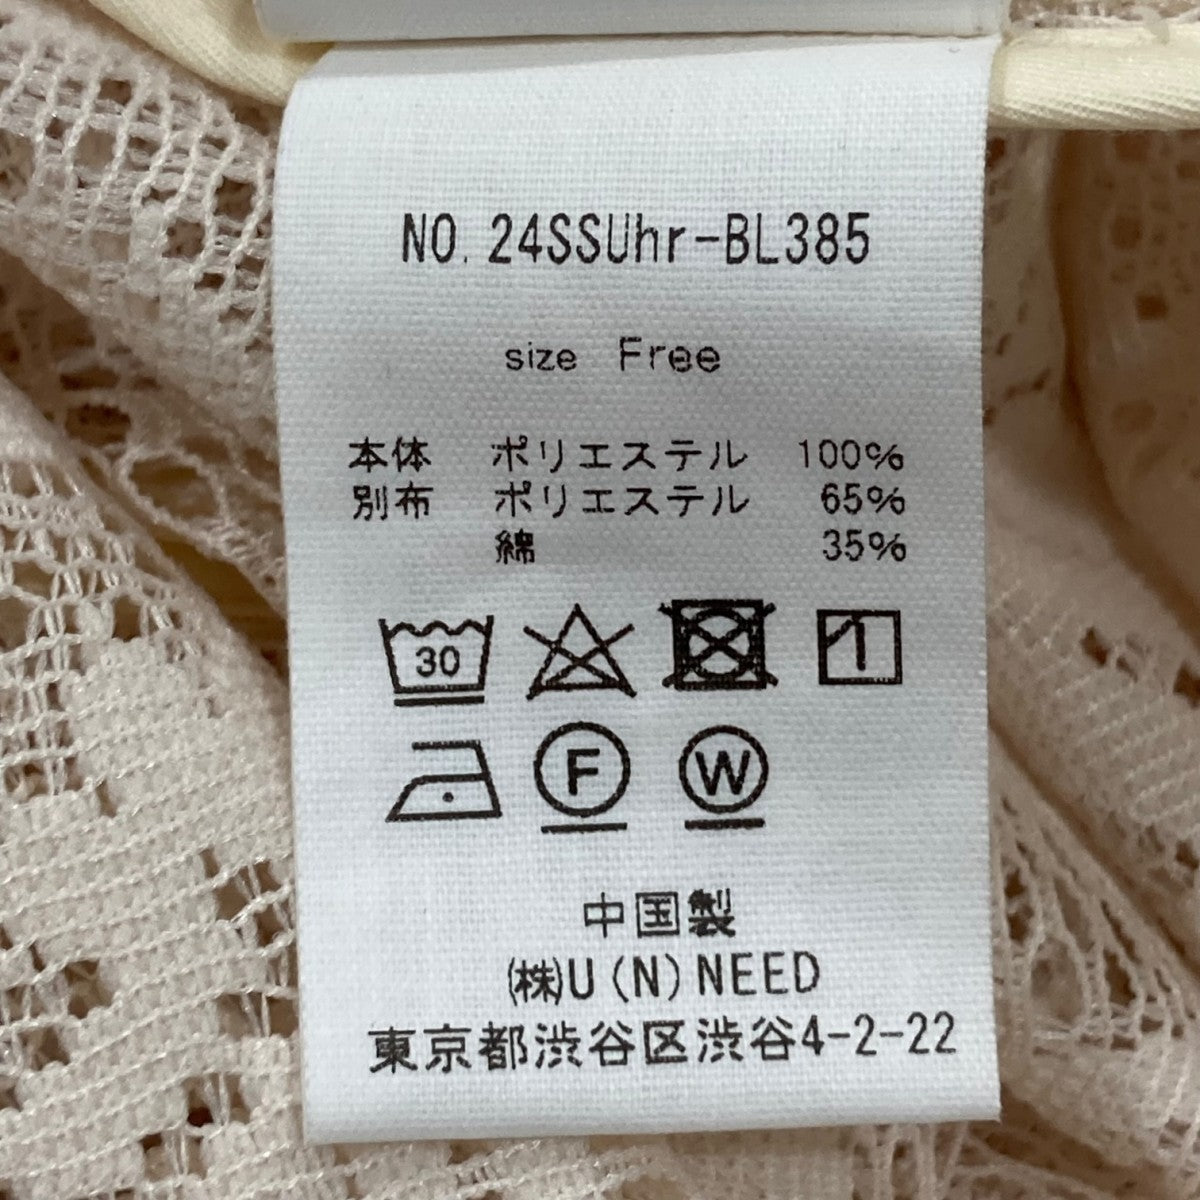 NO. 24SSUhr-BL385
size Free
本体 ポリエステル 100%
別布 ポリエステル 65%
綿 35%
30
1
F W
中国製
(株)U(N)NEED
東京都渋谷区渋谷4-2-22